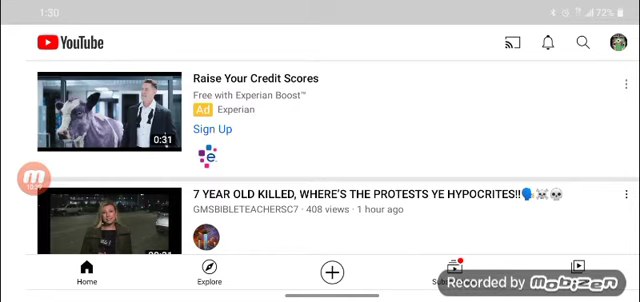 1:30
72%
YouTube
Raise Your Credit Scores
Free with Experian Boost™
Ad Experian
0:31
Sign Up
e
m
7 YEAR OLD KILLED, WHERE'S THE PROTESTS YE HYPOCRITES!!🗣️☠️💀
GMSBIBLETEACHERSC7 · 408 views · 1 hour ago
Home
Explore
Recorded by mobizen